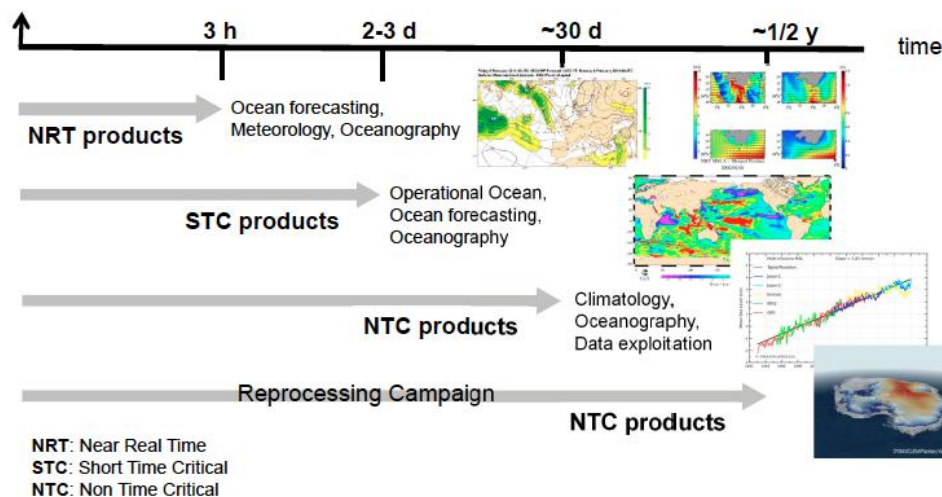 3 h
2-3 d
~30 d
~1/2 y
time
NRT products
Ocean forecasting,
Meteorology, Oceanography
STC products
Operational Ocean,
Ocean forecasting,
Oceanography
NTC products
Climatology,
Oceanography,
Data exploitation
Reprocessing Campaign
NTC products
NRT: Near Real Time
STC: Short Time Critical
NTC: Non Time Critical